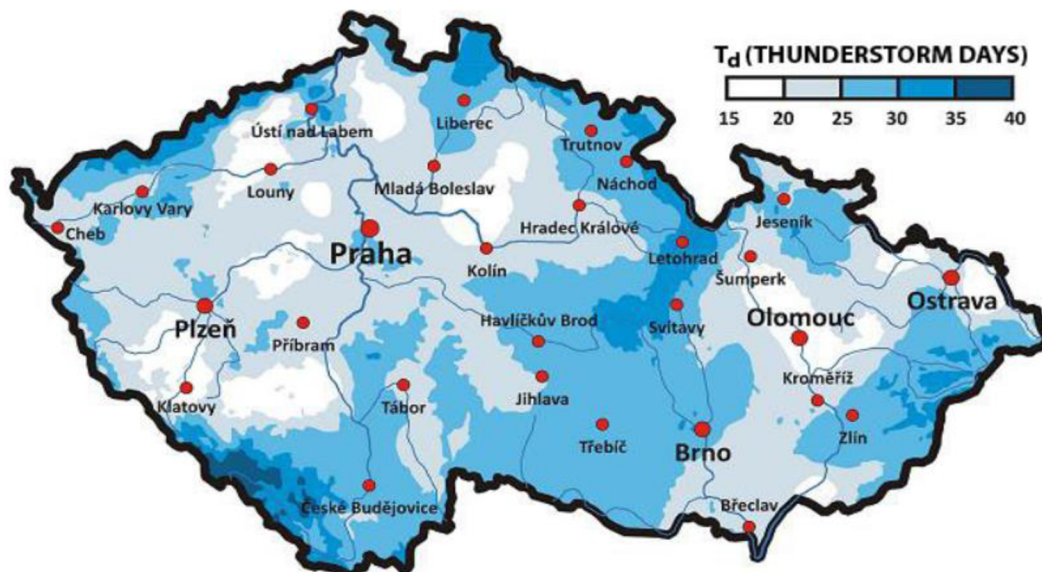 T_d (THUNDERSTORM DAYS)
15 20 25 30 35 40
Ústí nad Labem
Liberec
Trutnov
Louny
Mladá Boleslav
Náchod
Karlovy Vary
Cheb
Hradec Králové
Jeseník
Praha
Kolín
Letohrad
Šumperk
Ostrava
Plzeň
Příbram
Havlíčkův Brod
Svitavy
Olomouc
Klatovy
Tábor
Jihlava
Kroměříž
Třebíč
Brno
Zlín
České Budějovice
Břeclav